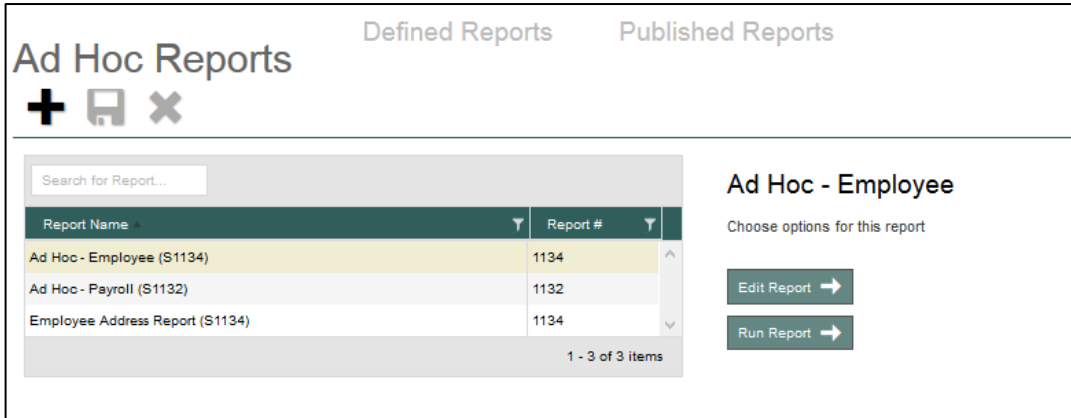 Defined Reports Published Reports
Ad Hoc Reports
Search for Report...
Ad Hoc - Employee
Report Name Report #
Choose options for this report
Ad Hoc - Employee (S1134) 1134
Ad Hoc - Payroll (S1132) 1132
Edit Report
Employee Address Report (S1134) 1134
Run Report
1 - 3 of 3 items